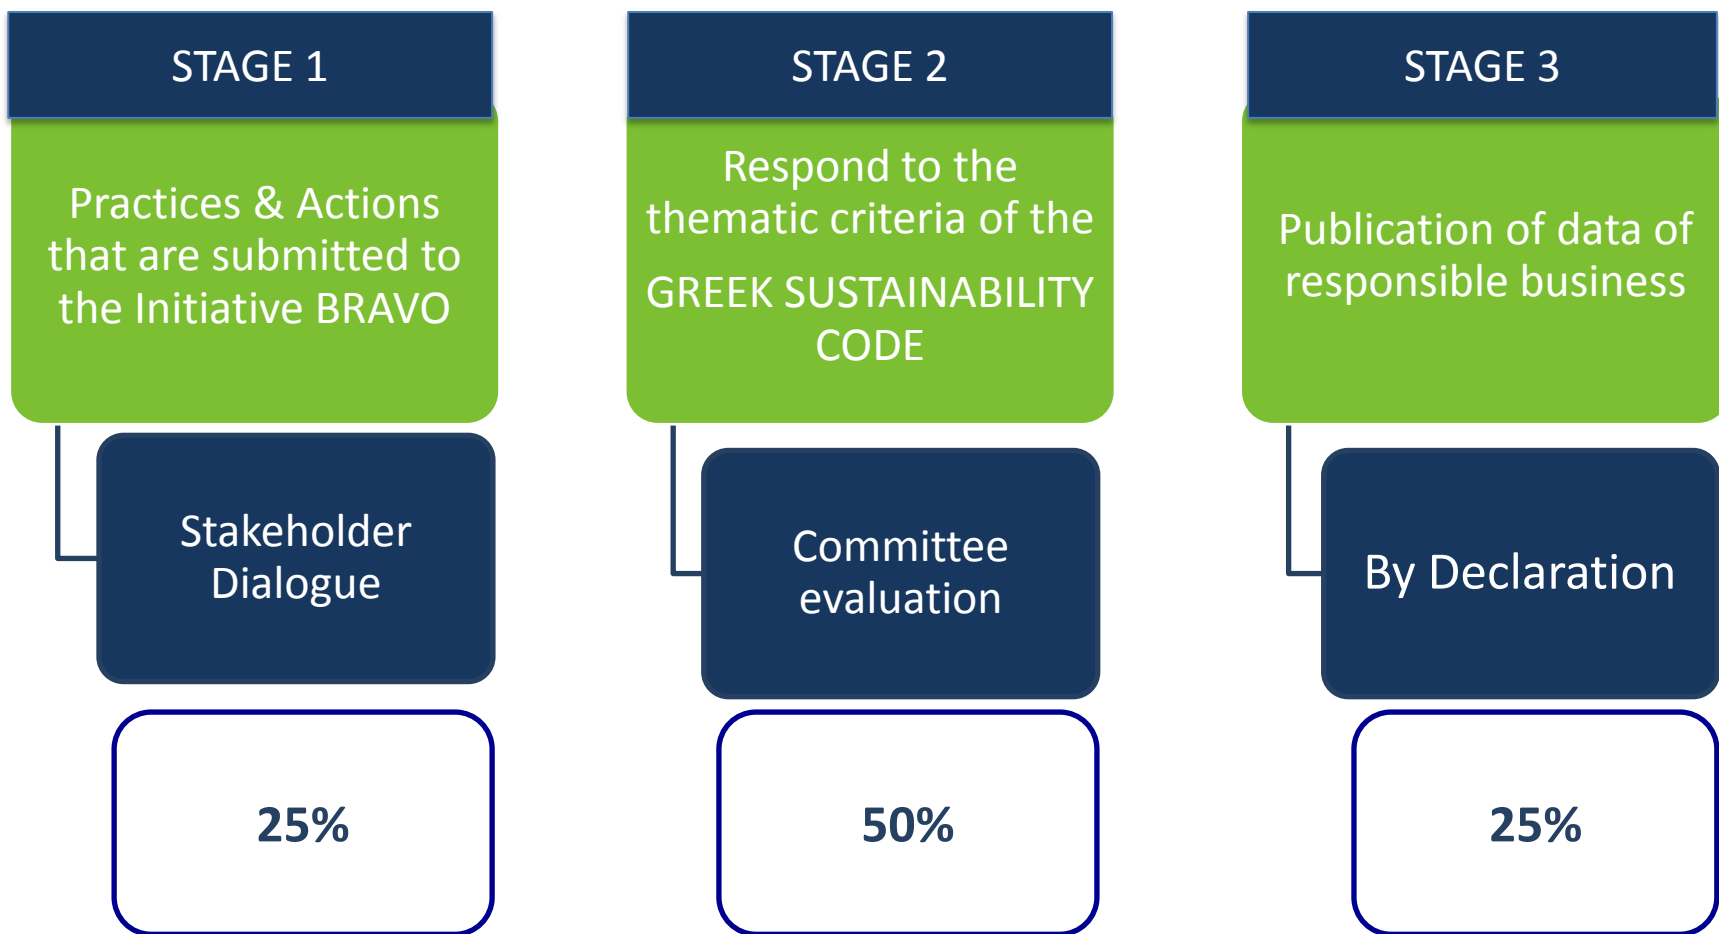 STAGE 1
Practices & Actions
that are submitted to
the Initiative BRAVO
Stakeholder
Dialogue
25%
STAGE 2
Respond to the
thematic criteria of the
GREEK SUSTAINABILITY
CODE
Committee
evaluation
50%
STAGE 3
Publication of data of
responsible business
By Declaration
25%